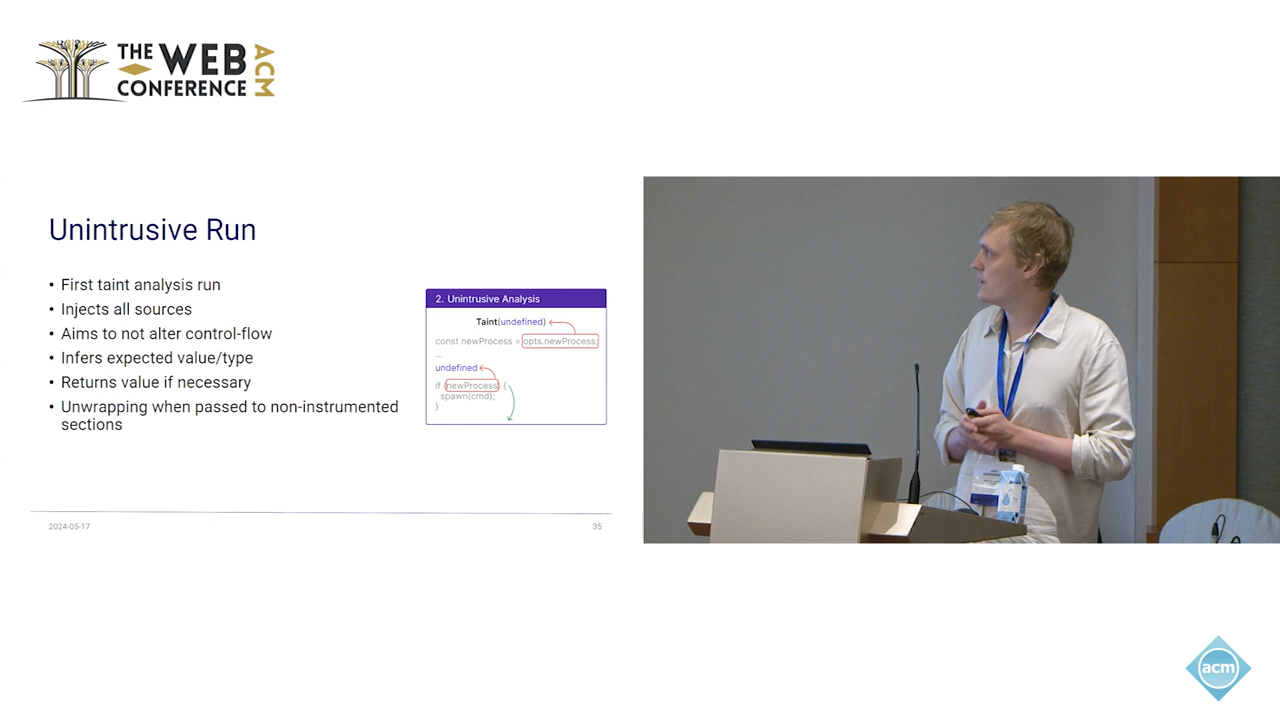 THE WEB
CONFERENCE
ACM
Unintrusive Run
• First taint analysis run
• Injects all sources
• Aims to not alter control-flow
• Infers expected value/type
• Returns value if necessary
• Unwrapping when passed to non-instrumented
sections
2. Unintrusive Analysis
Taint(undefined)
const newProcess = opts.newProcess;
...
undefined
if (newProcess) {
spawn(cmd);
}
2024-05-17
35
acm